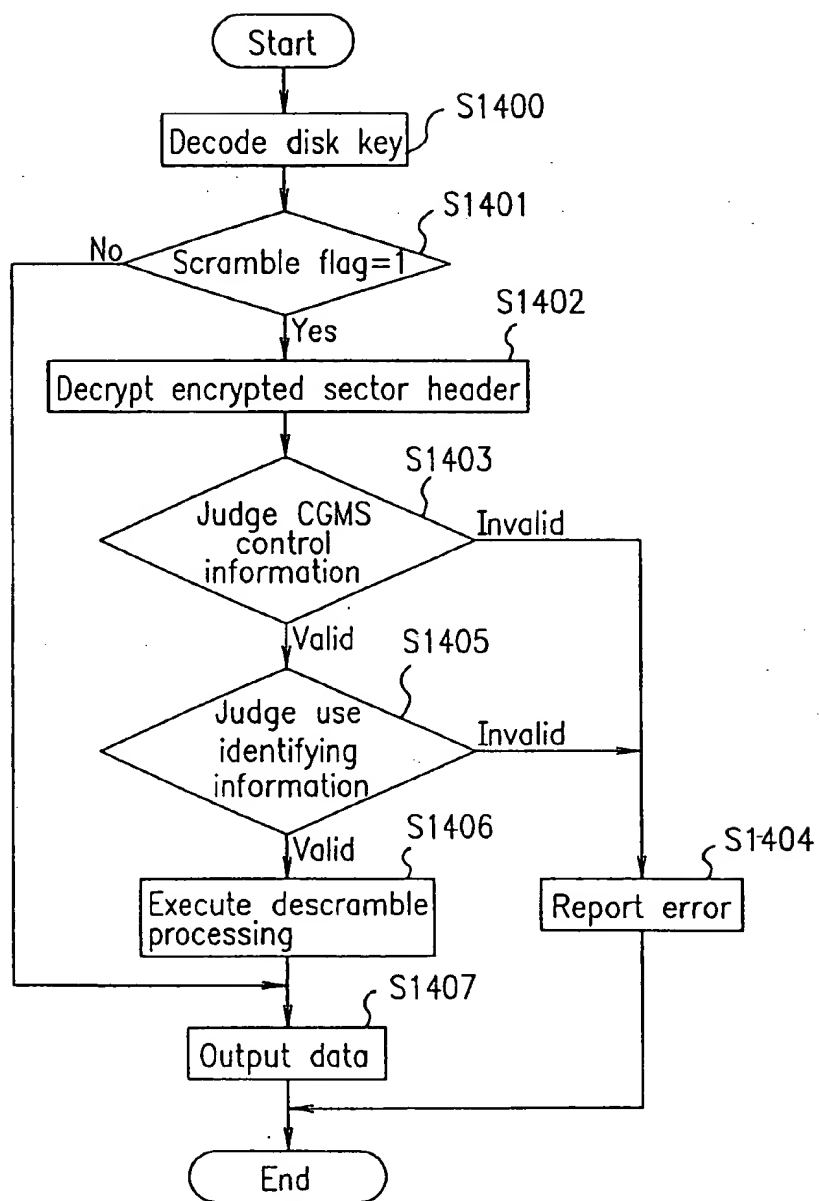 Start
S1400
Decode disk key
S1401
No
Scramble flag=1
S1402
Yes
Decrypt encrypted sector header
S1403
Judge CGMS
control
information
Invalid
Valid
S1405
Judge use
identifying
information
Invalid
Valid
S1406
S1404
Execute descramble
processing
Report error
S1407
Output data
End